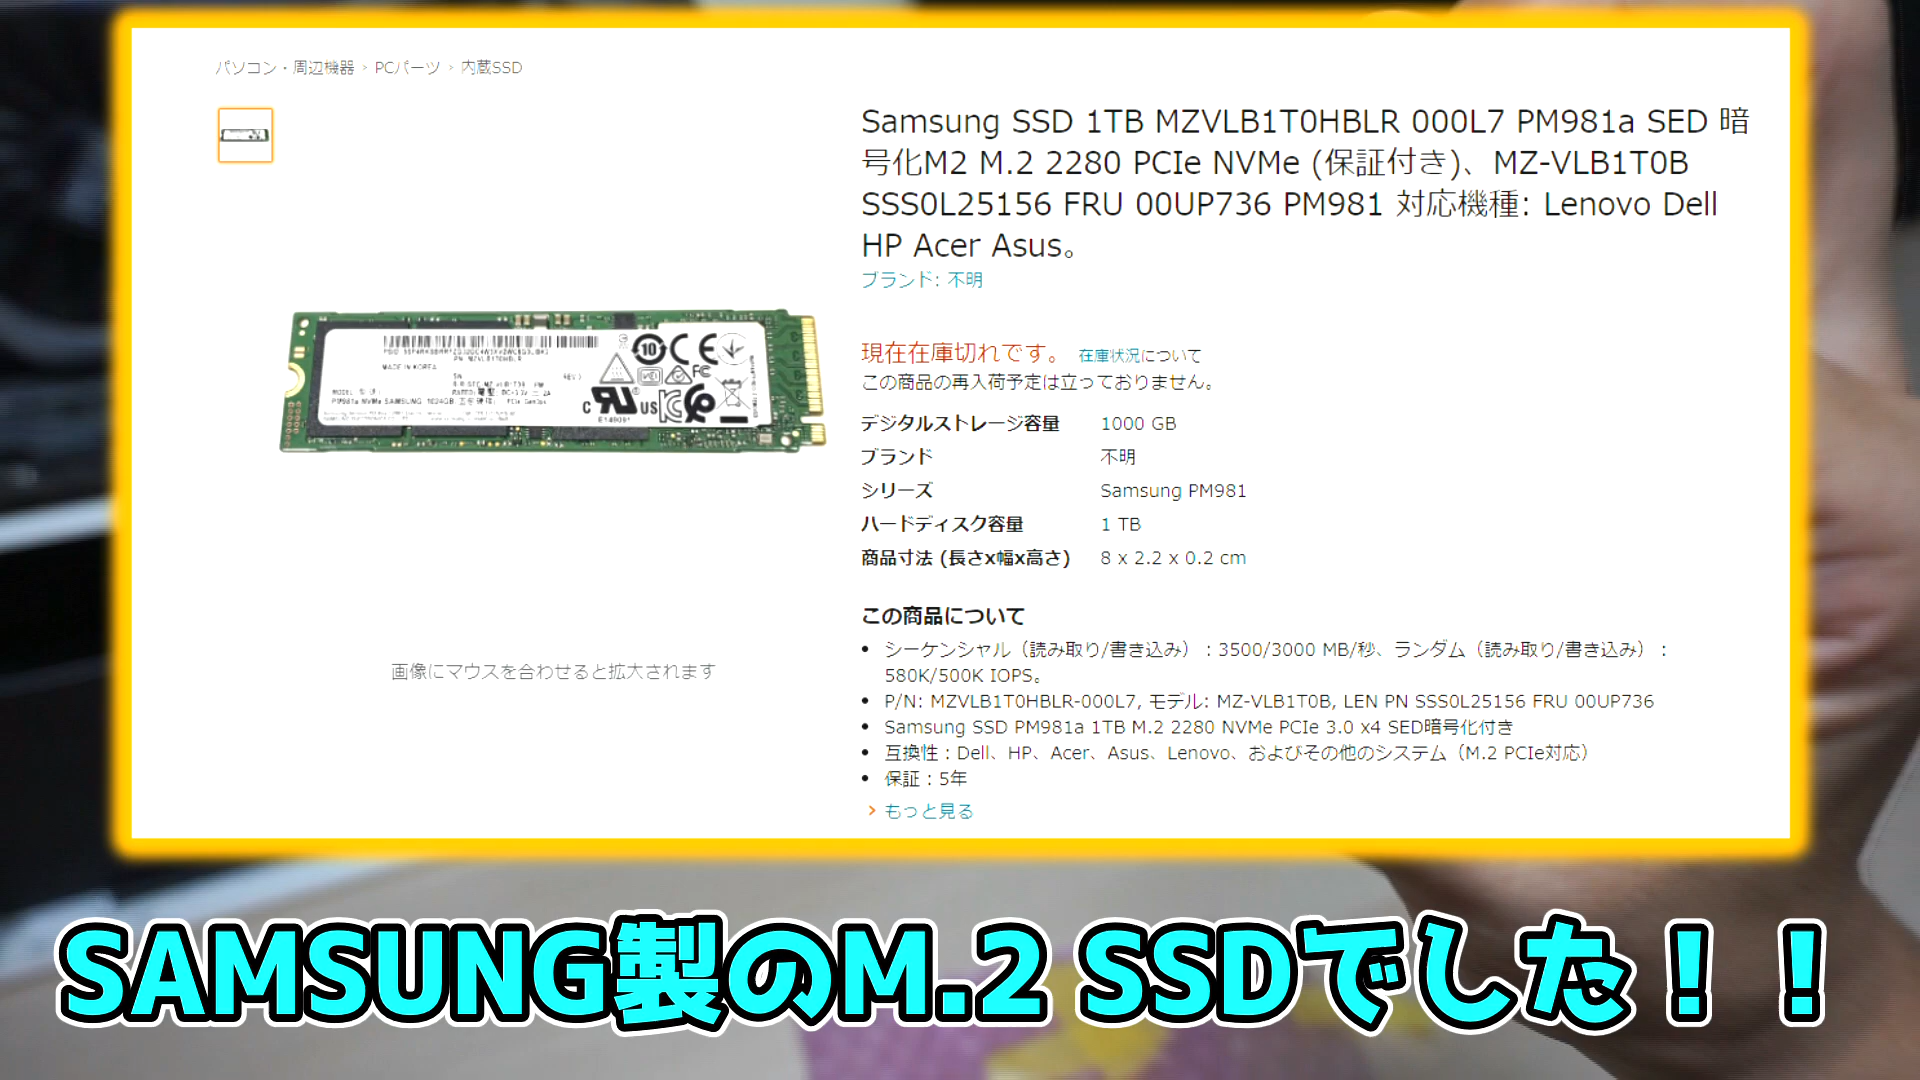 パソコン・周辺機器 › PCパーツ › 内蔵SSD
Samsung SSD 1TB MZVLB1T0HBLR 000L7 PM981a SED 暗
号化M2 M.2 2280 PCIe NVMe (保証付き)、MZ-VLB1T0B
SSS0L25156 FRU 00UP736 PM981 対応機種: Lenovo Dell
HP Acer Asus。
ブランド: 不明
現在在庫切れです。 在庫状況について
この商品の再入荷予定は立っておりません。
デジタルストレージ容量 1000 GB
ブランド 不明
シリーズ Samsung PM981
ハードディスク容量 1 TB
商品寸法 (長さx幅x高さ) 8 x 2.2 x 0.2 cm
この商品について
• シーケンシャル（読み取り/書き込み）：3500/3000 MB/秒、ランダム（読み取り/書き込み）：
580K/500K IOPS。
• P/N: MZVLB1T0HBLR-000L7, モデル: MZ-VLB1T0B, LEN PN SSS0L25156 FRU 00UP736
• Samsung SSD PM981a 1TB M.2 2280 NVMe PCIe 3.0 x4 SED暗号化付き
• 互換性：Dell、HP、Acer、Asus、Lenovo、およびその他のシステム（M.2 PCIe対応）
• 保証：5年
› もっと見る
MADE IN KOREA
10 CE
FC
c RU US
画像にマウスを合わせると拡大されます
SAMSUNG製のM.2 SSDでした！！